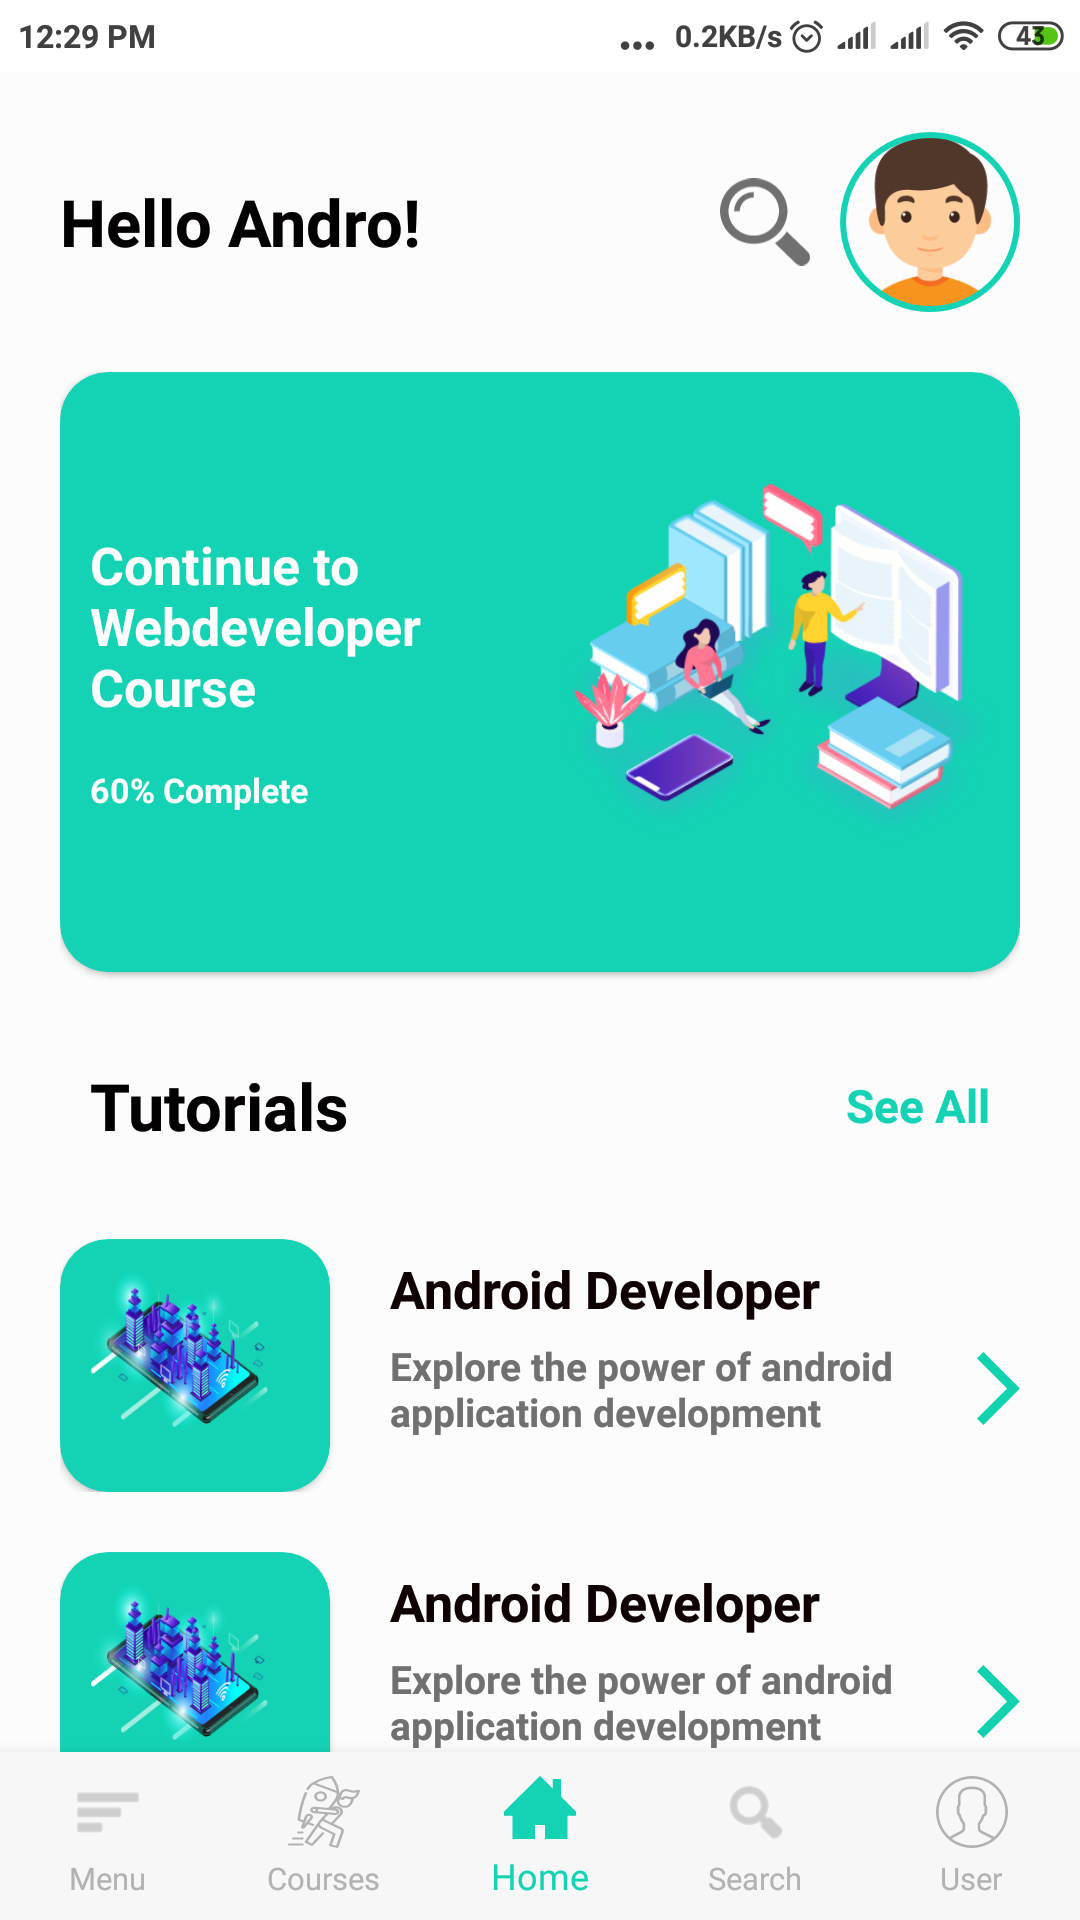 12:29 PM
... 0.2KB/s 43
Hello Andro!
Continue to
Webdeveloper
Course
60% Complete
Tutorials
See All
Android Developer
Explore the power of android
application development
Android Developer
Explore the power of android
application development
Menu
Courses
Home
Search
User